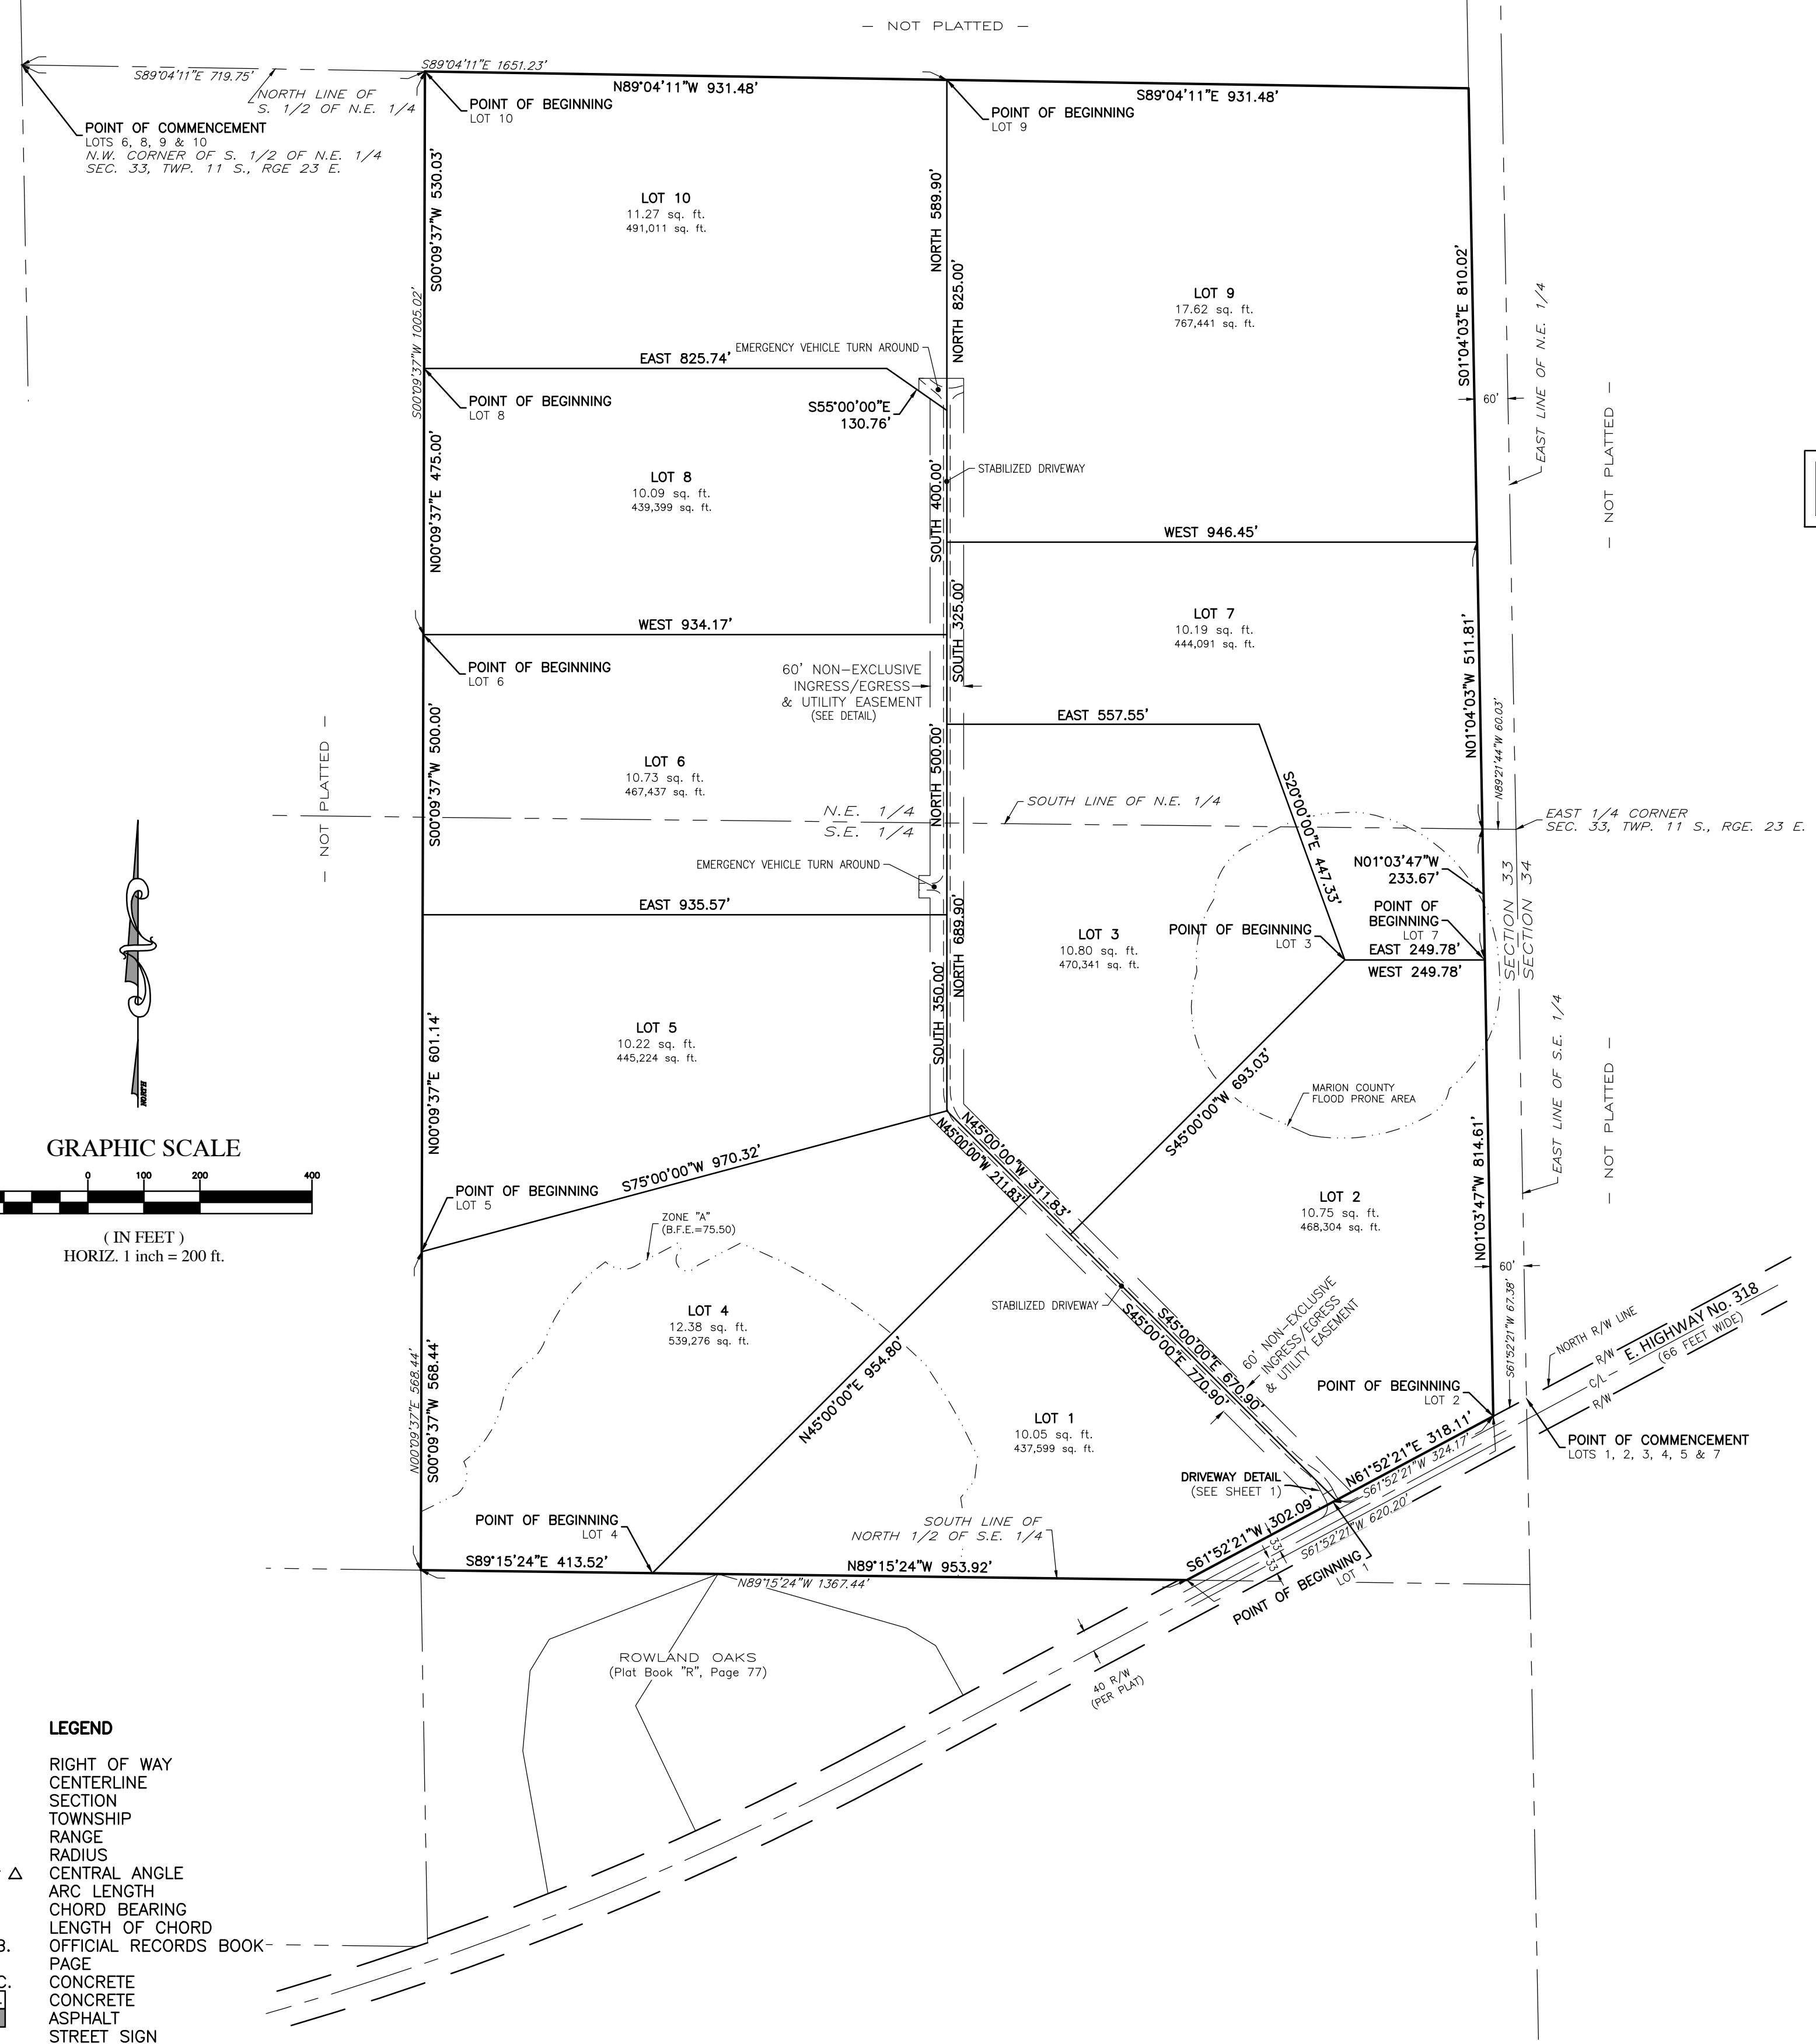 — NOT PLATTED —
S89°04'11"E 719.75'
S89°04'11"E 1651.23'
N89°04'11"W 931.48'
S89°04'11"E 931.48'
NORTH LINE OF
S. 1/2 OF N.E. 1/4
POINT OF BEGINNING
LOT 10
POINT OF BEGINNING
LOT 9
POINT OF COMMENCEMENT
LOTS 6, 8, 9 & 10
N.W. CORNER OF S. 1/2 OF N.E. 1/4
SEC. 33, TWP. 11 S., RGE 23 E.
S00°09'37"W 530.03'
S00°09'37"W 1005.02'
LOT 10
11.27 sq. ft.
491,011 sq. ft.
NORTH 589.90'
NORTH 825.00'
LOT 9
17.62 sq. ft.
767,441 sq. ft.
S01°04'03"E 810.02'
EAST LINE OF N.E. 1/4
60'
— NOT PLATTED —
EAST 825.74'
EMERGENCY VEHICLE TURN AROUND
S55°00'00"E
130.76'
POINT OF BEGINNING
LOT 8
N00°09'37"E 475.00'
LOT 8
10.09 sq. ft.
439,399 sq. ft.
SOUTH 400.00'
STABILIZED DRIVEWAY
WEST 946.45'
WEST 934.17'
POINT OF BEGINNING
LOT 6
SOUTH 325.00'
LOT 7
10.19 sq. ft.
444,091 sq. ft.
N01°04'03"W 511.81'
60' NON-EXCLUSIVE
INGRESS/EGRESS
& UTILITY EASEMENT
(SEE DETAIL)
EAST 557.55'
N89°21'44"W 60.03'
— NOT PLATTED —
S00°09'37"W 500.00'
LOT 6
10.73 sq. ft.
467,437 sq. ft.
NORTH 500.00'
S20°00'00"E 447.33'
N.E. 1/4
S.E. 1/4
SOUTH LINE OF N.E. 1/4
EAST 1/4 CORNER
SEC. 33, TWP. 11 S., RGE. 23 E.
EMERGENCY VEHICLE TURN AROUND
N01°03'47"W
233.67'
SECTION 33
SECTION 34
EAST 935.57'
NORTH 689.90'
LOT 3
10.80 sq. ft.
470,341 sq. ft.
POINT OF BEGINNING
LOT 3
POINT OF
BEGINNING
LOT 7
EAST 249.78'
WEST 249.78'
NORTH
N00°09'37"E 601.14'
LOT 5
10.22 sq. ft.
445,224 sq. ft.
SOUTH 350.00'
S45°00'00"W 693.03'
MARION COUNTY
FLOOD PRONE AREA
EAST LINE OF S.E. 1/4
— NOT PLATTED —
GRAPHIC SCALE
0 100 200 400
( IN FEET )
HORIZ. 1 inch = 200 ft.
S75°00'00"W 970.32'
N45°00'00"W 311.83'
N45°00'00"W 211.83'
POINT OF BEGINNING
LOT 5
N01°03'47"W 814.61'
LOT 2
10.75 sq. ft.
468,304 sq. ft.
ZONE "A"
(B.F.E.=75.50)
60'
S61°52'21"W 67.38'
LOT 4
12.38 sq. ft.
539,276 sq. ft.
STABILIZED DRIVEWAY
S45°00'00"E 670.90'
S45°00'00"E 770.90'
60' NON-EXCLUSIVE
INGRESS/EGRESS
& UTILITY EASEMENT
NORTH R/W LINE
R/W
E. HIGHWAY No. 318
(66 FEET WIDE)
C/L
R/W
N45°00'00"E 954.80'
N00°09'37"E 568.44'
S00°09'37"W 568.44'
POINT OF BEGINNING
LOT 2
LOT 1
10.05 sq. ft.
437,599 sq. ft.
N61°52'21"E 318.11'
S61°52'21"W 324.17'
POINT OF COMMENCEMENT
LOTS 1, 2, 3, 4, 5 & 7
DRIVEWAY DETAIL
(SEE SHEET 1)
S61°52'21"W 302.09'
S61°52'21"W 620.20'
33'
33'
POINT OF BEGINNING
LOT 4
SOUTH LINE OF
NORTH 1/2 OF S.E. 1/4
POINT OF BEGINNING
LOT 1
S89°15'24"E 413.52'
N89°15'24"W 953.92'
N89°15'24"W 1367.44'
ROWLAND OAKS
(Plat Book "R", Page 77)
40 R/W
(PER PLAT)
LEGEND
RIGHT OF WAY
CENTERLINE
SECTION
TOWNSHIP
RANGE
RADIUS
△ CENTRAL ANGLE
ARC LENGTH
CHORD BEARING
LENGTH OF CHORD
B. OFFICIAL RECORDS BOOK
PAGE
C. CONCRETE
CONCRETE
ASPHALT
STREET SIGN